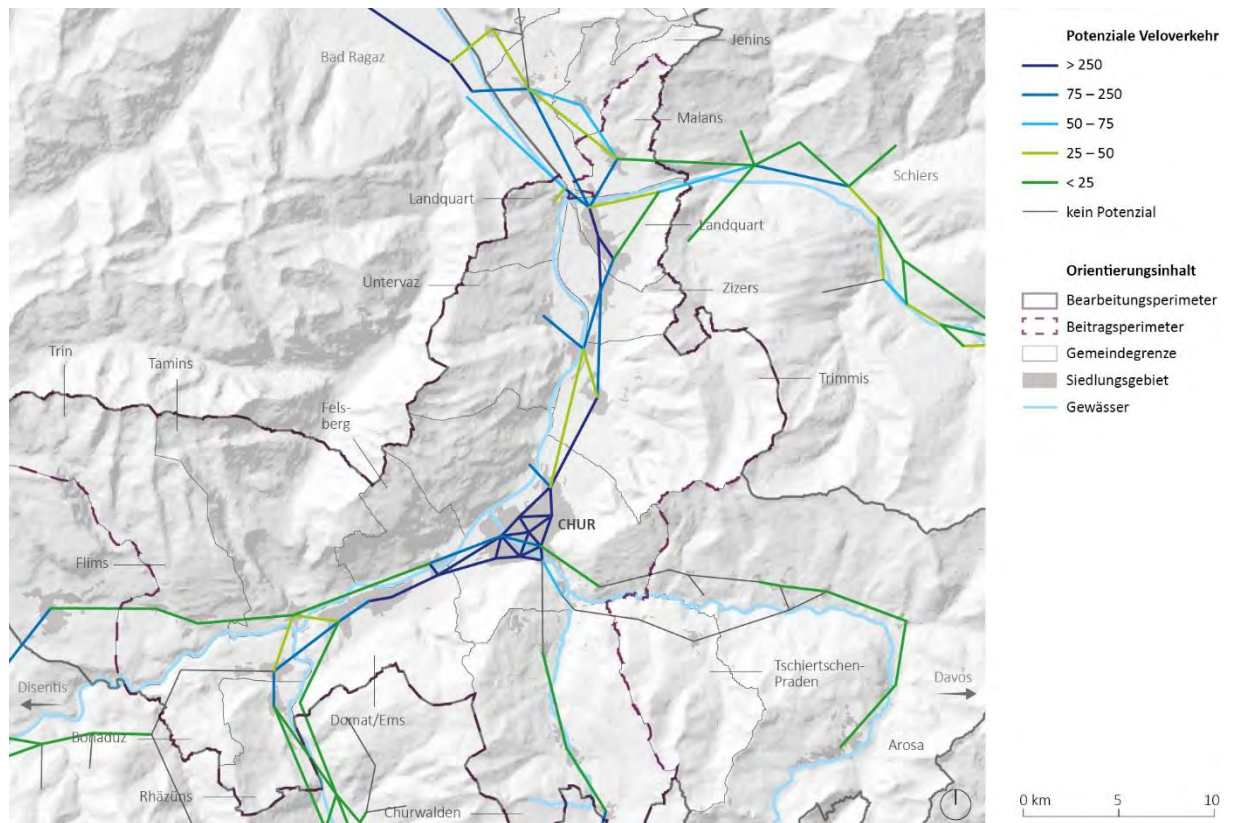 Jenins
Bad Ragaz
Maians
Schiers
Landquart
Landquart
Untervaz
Zizers
Trin
Tamins
Trimmis
Fels-
berg
CHUR
Flims
Tschiertschen-
Praden
Disentis
Davos
Domat/Ems
Bonaduz
Arosa
Rhäzüns
Churwalden
Potenziale Veloverkehr
> 250
75 – 250
50 – 75
25 – 50
< 25
kein Potenzial
Orientierungsinhalt
Bearbeitungsperimeter
Beitragsperimeter
Gemeindegrenze
Siedlungsgebiet
Gewässer
0 km 5 10